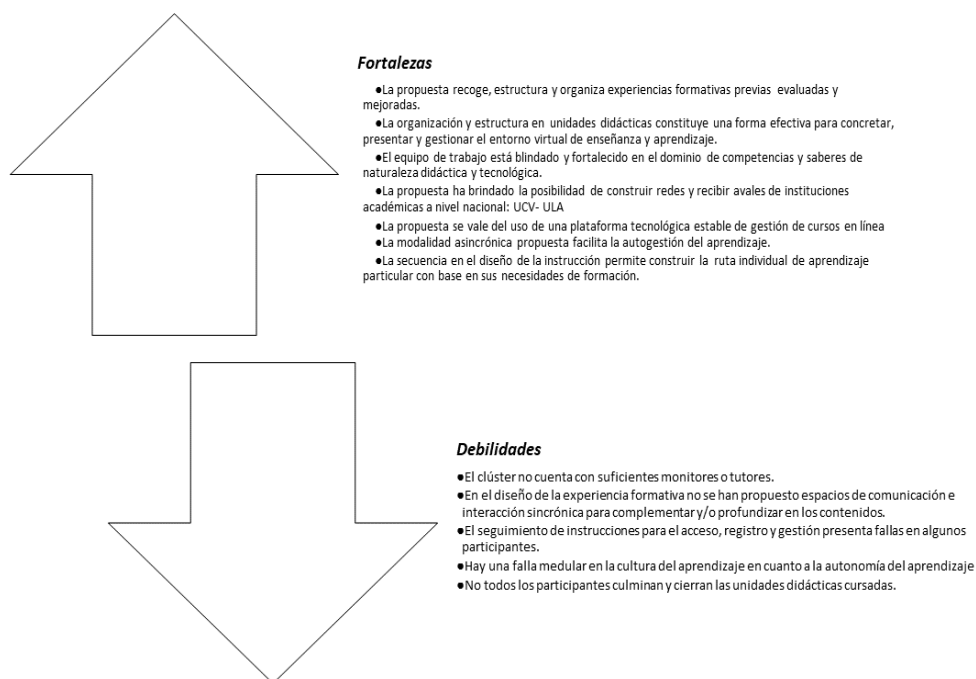 Fortalezas
●La propuesta recoge, estructura y organiza experiencias formativas previas evaluadas y
mejoradas.
●La organización y estructura en unidades didácticas constituye una forma efectiva para concretar,
presentar y gestionar el entorno virtual de enseñanza y aprendizaje.
●El equipo de trabajo está blindado y fortalecido en el dominio de competencias y saberes de
naturaleza didáctica y tecnológica.
●La propuesta ha brindado la posibilidad de construir redes y recibir avales de instituciones
académicas a nivel nacional: UCV- ULA
●La propuesta se vale del uso de una plataforma tecnológica estable de gestión de cursos en línea
●La modalidad asincrónica propuesta facilita la autogestión del aprendizaje.
●La secuencia en el diseño de la instrucción permite construir la ruta individual de aprendizaje
particular con base en sus necesidades de formación.
Debilidades
●El clúster no cuenta con suficientes monitores o tutores.
●En el diseño de la experiencia formativa no se han propuesto espacios de comunicación e
interacción sincrónica para complementar y/o profundizar en los contenidos.
●El seguimiento de instrucciones para el acceso, registro y gestión presenta fallas en algunos
participantes.
●Hay una falla medular en la cultura del aprendizaje en cuanto a la autonomía del aprendizaje
●No todos los participantes culminan y cierran las unidades didácticas cursadas.